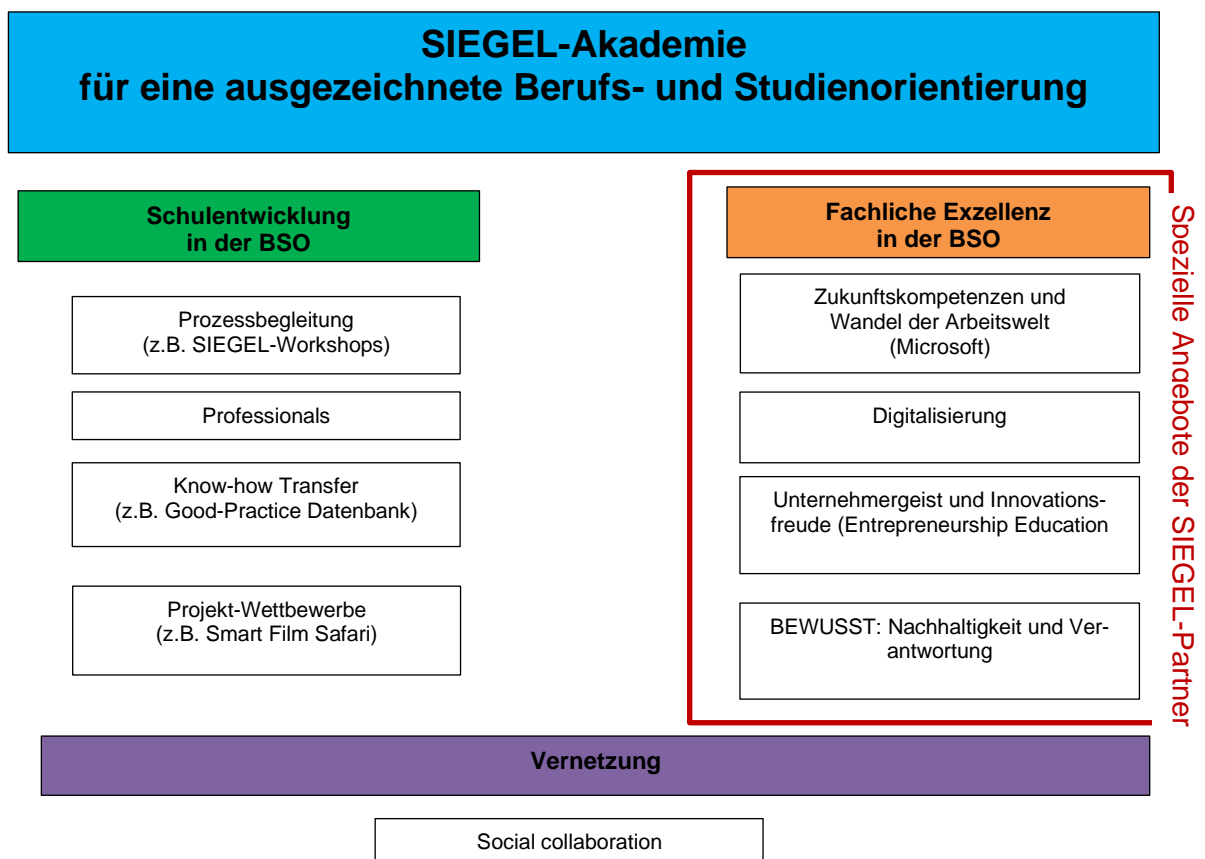 SIEGEL-Akademie
für eine ausgezeichnete Berufs- und Studienorientierung
Schulentwicklung
in der BSO
Prozessbegleitung
(z.B. SIEGEL-Workshops)
Professionals
Know-how Transfer
(z.B. Good-Practice Datenbank)
Projekt-Wettbewerbe
(z.B. Smart Film Safari)
Fachliche Exzellenz
in der BSO
Zukunftskompetenzen und
Wandel der Arbeitswelt
(Microsoft)
Digitalisierung
Unternehmergeist und Innovations-
freude (Entrepreneurship Education
BEWUSST: Nachhaltigkeit und Ver-
antwortung
Spezielle Angebote der SIEGEL-Partner
Vernetzung
Social collaboration